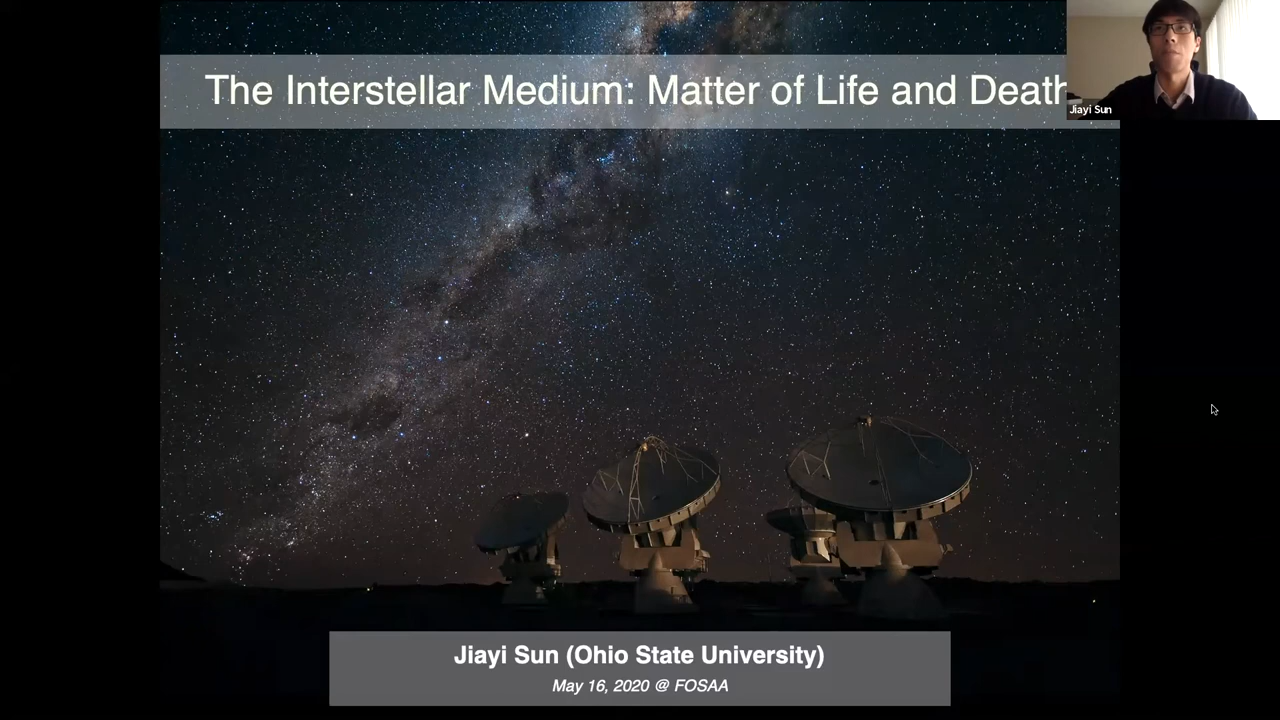 The Interstellar Medium: Matter of Life and Death
Jiayi Sun
Jiayi Sun (Ohio State University)
May 16, 2020 @ FOSAA